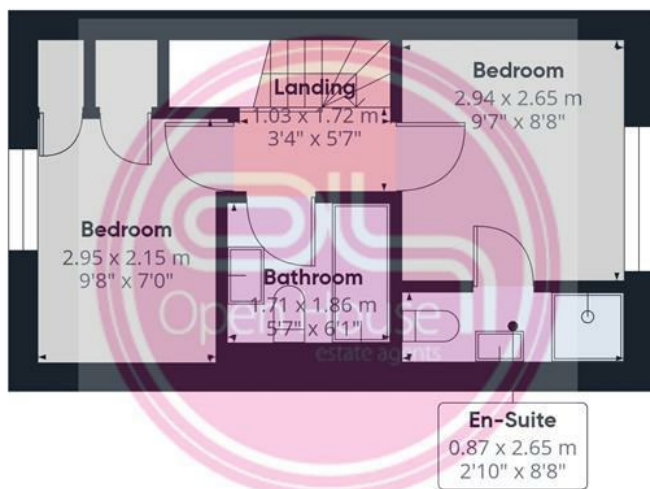 Landing
1.03 x 1.72 m
3'4" x 5'7"
Bedroom
2.94 x 2.65 m
9'7" x 8'8"
Bedroom
2.95 x 2.15 m
9'8" x 7'0"
Bathroom
1.71 x 1.86 m
5'7" x 6'1"
Open House
estate agents
En-Suite
0.87 x 2.65 m
2'10" x 8'8"